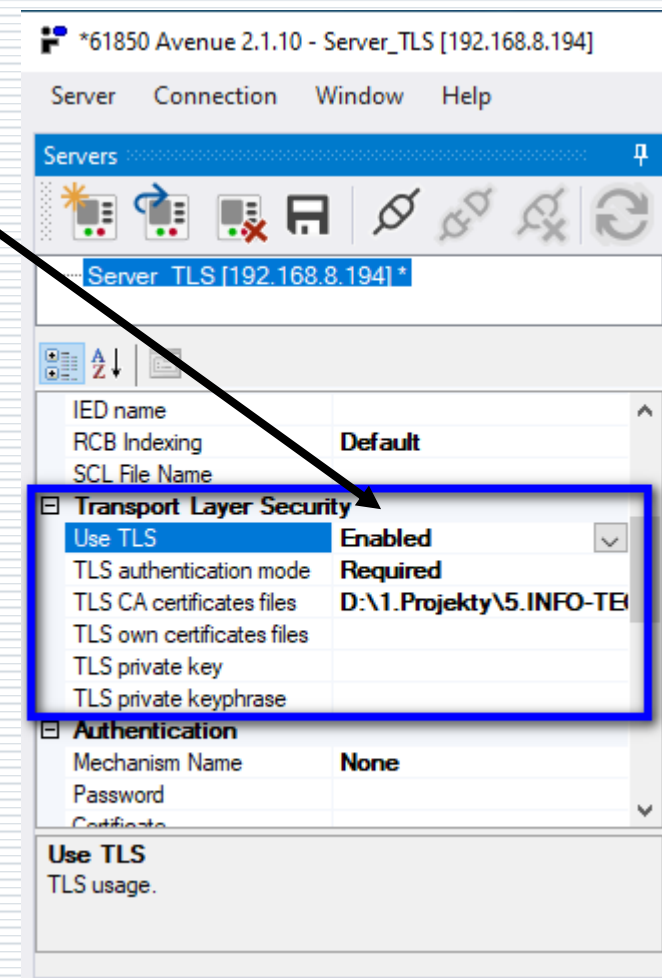 *61850 Avenue 2.1.10 - Server_TLS [192.168.8.194]
Server Connection Window Help
Servers
Server_TLS [192.168.8.194] *
IED name
RCB Indexing Default
SCL File Name
Transport Layer Security
Use TLS Enabled
TLS authentication mode Required
TLS CA certificates files D:\1.Projekty\5.INFO-TE
TLS own certificates files
TLS private key
TLS private keyphrase
Authentication
Mechanism Name None
Password
Certificate
Use TLS
TLS usage.